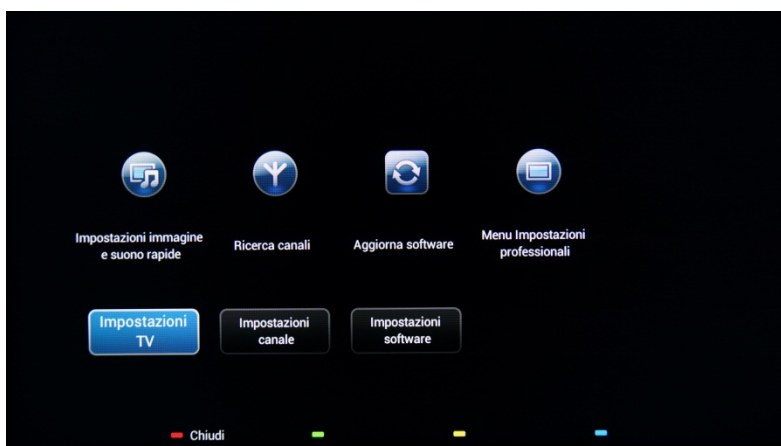 Impostazioni immagine
e suono rapide
Ricerca canali
Aggiorna software
Menu Impostazioni
professionali
Impostazioni
TV
Impostazioni
canale
Impostazioni
software
Chiudi